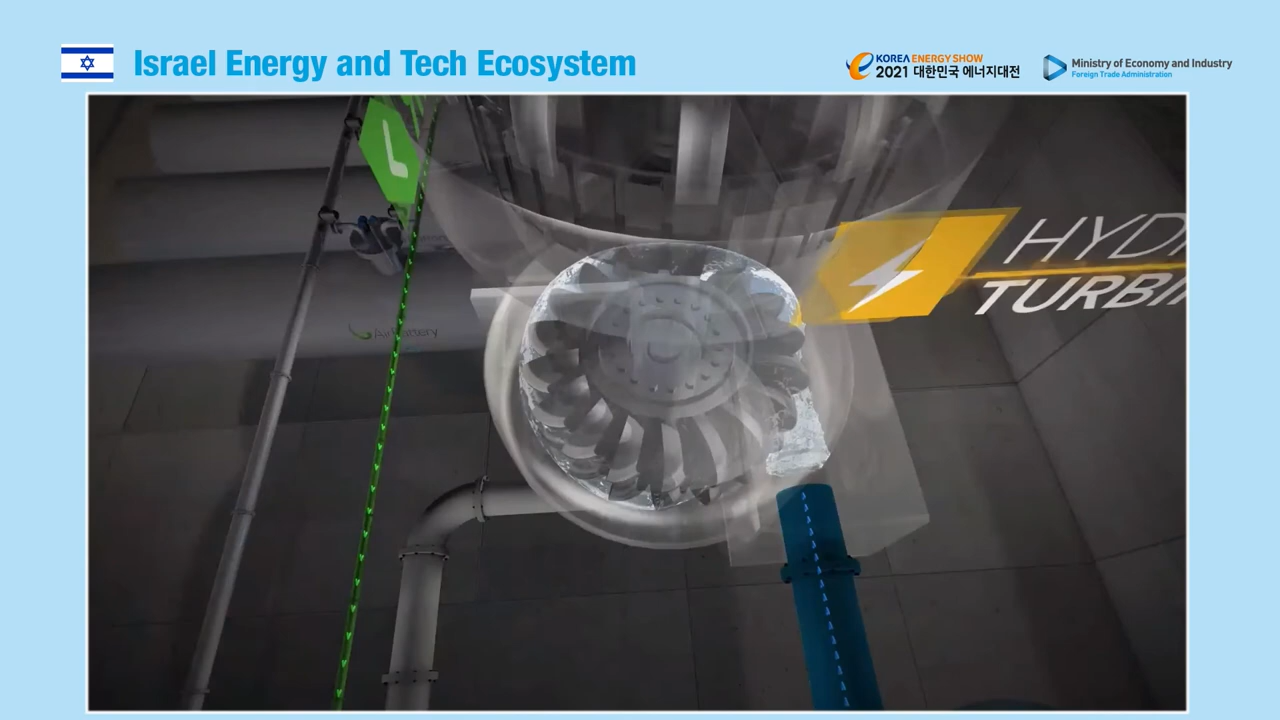 Israel Energy and Tech Ecosystem
KOREA ENERGY SHOW
2021 대한민국 에너지대전
Ministry of Economy and Industry
Foreign Trade Administration
HYD
TURBI
AirBattery